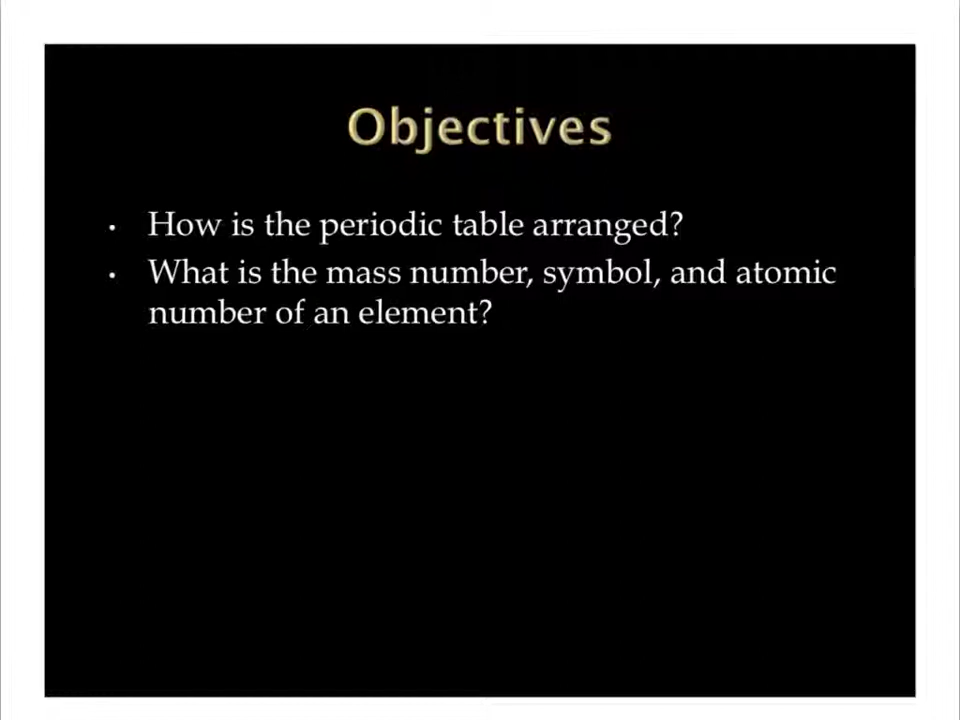 Objectives
• How is the periodic table arranged?
• What is the mass number, symbol, and atomic
number of an element?